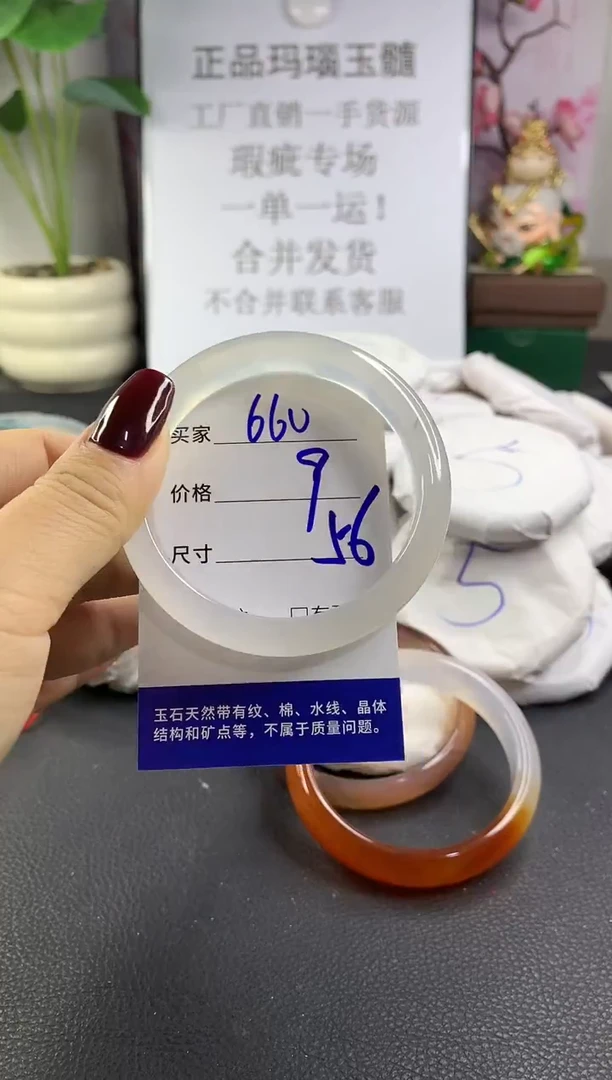 正品玛瑙玉髓
工厂直销一手货源
瑕疵专场
一单一运！
合并发货
不合并联系客服
买家 660
价格 9
尺寸 56
玉石天然带有纹、棉、水线、晶体
结构和矿点等，不属于质量问题。
5
5